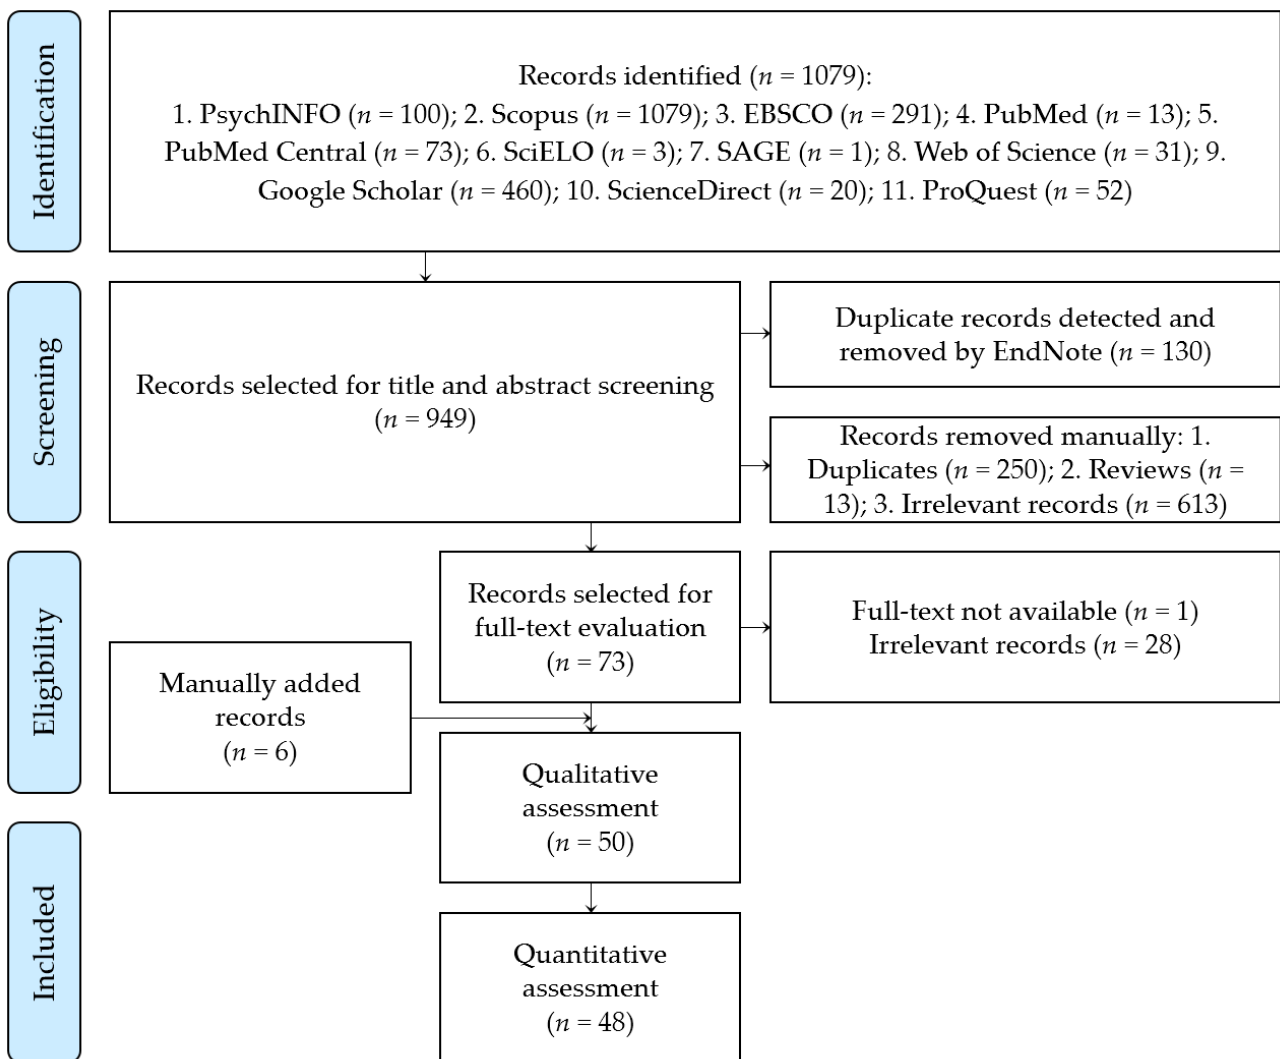 Identification
Records identified (n = 1079):
1. PsychINFO (n = 100); 2. Scopus (n = 1079); 3. EBSCO (n = 291); 4. PubMed (n = 13); 5.
PubMed Central (n = 73); 6. SciELO (n = 3); 7. SAGE (n = 1); 8. Web of Science (n = 31); 9.
Google Scholar (n = 460); 10. ScienceDirect (n = 20); 11. ProQuest (n = 52)
Screening
Records selected for title and abstract screening
(n = 949)
Duplicate records detected and
removed by EndNote (n = 130)
Records removed manually: 1.
Duplicates (n = 250); 2. Reviews (n =
13); 3. Irrelevant records (n = 613)
Eligibility
Records selected for
full-text evaluation
(n = 73)
Full-text not available (n = 1)
Irrelevant records (n = 28)
Manually added
records
(n = 6)
Qualitative
assessment
(n = 50)
Included
Quantitative
assessment
(n = 48)